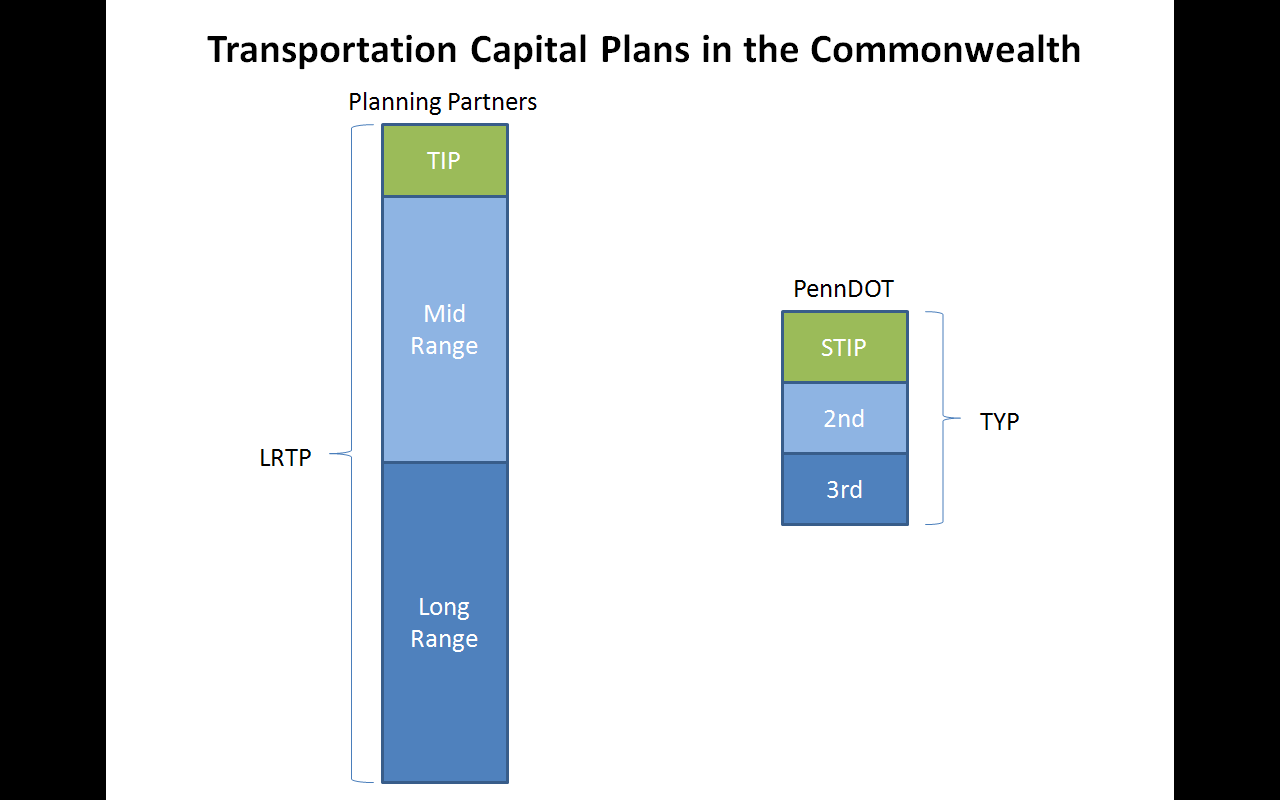 Transportation Capital Plans in the Commonwealth
Planning Partners
TIP
Mid
Range
LRTP
Long
Range
PennDOT
STIP
2nd
3rd
TYP